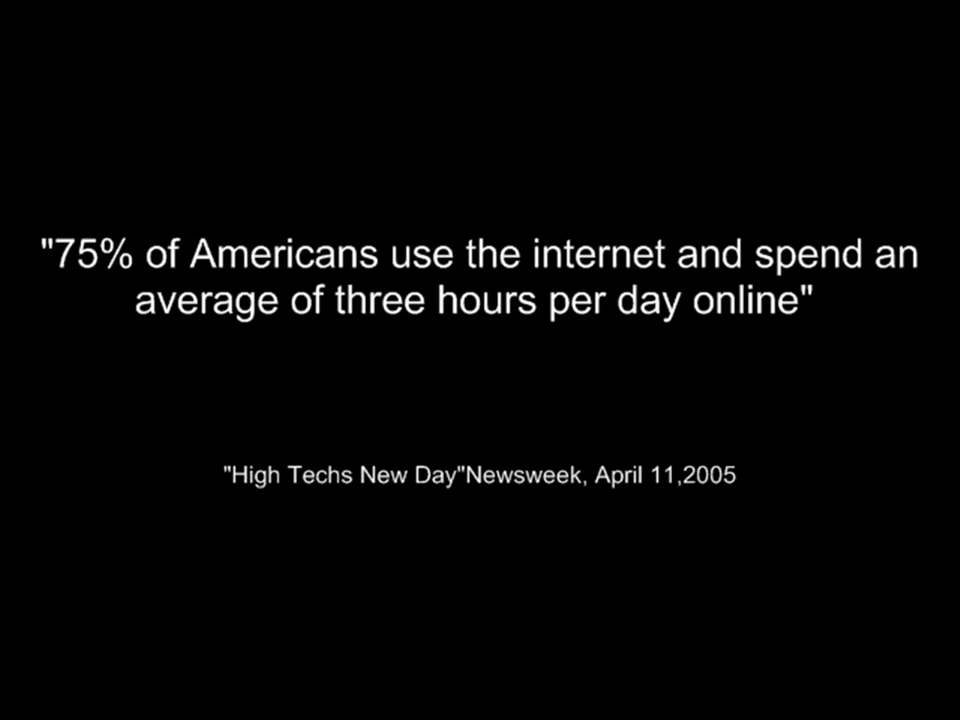 "75% of Americans use the internet and spend an
average of three hours per day online"
"High Techs New Day"Newsweek, April 11,2005